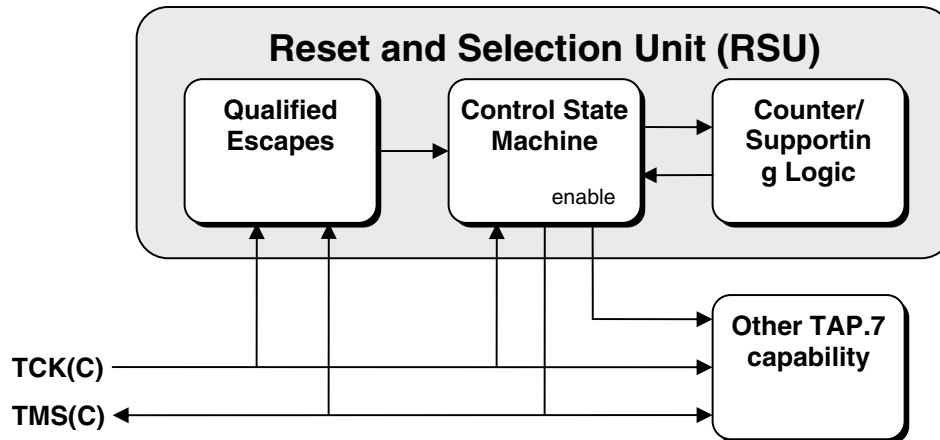 Reset and Selection Unit (RSU)
Qualified
Escapes
Control State
Machine
enable
Counter/
Supportin
g Logic
Other TAP.7
capability
TCK(C)
TMS(C)